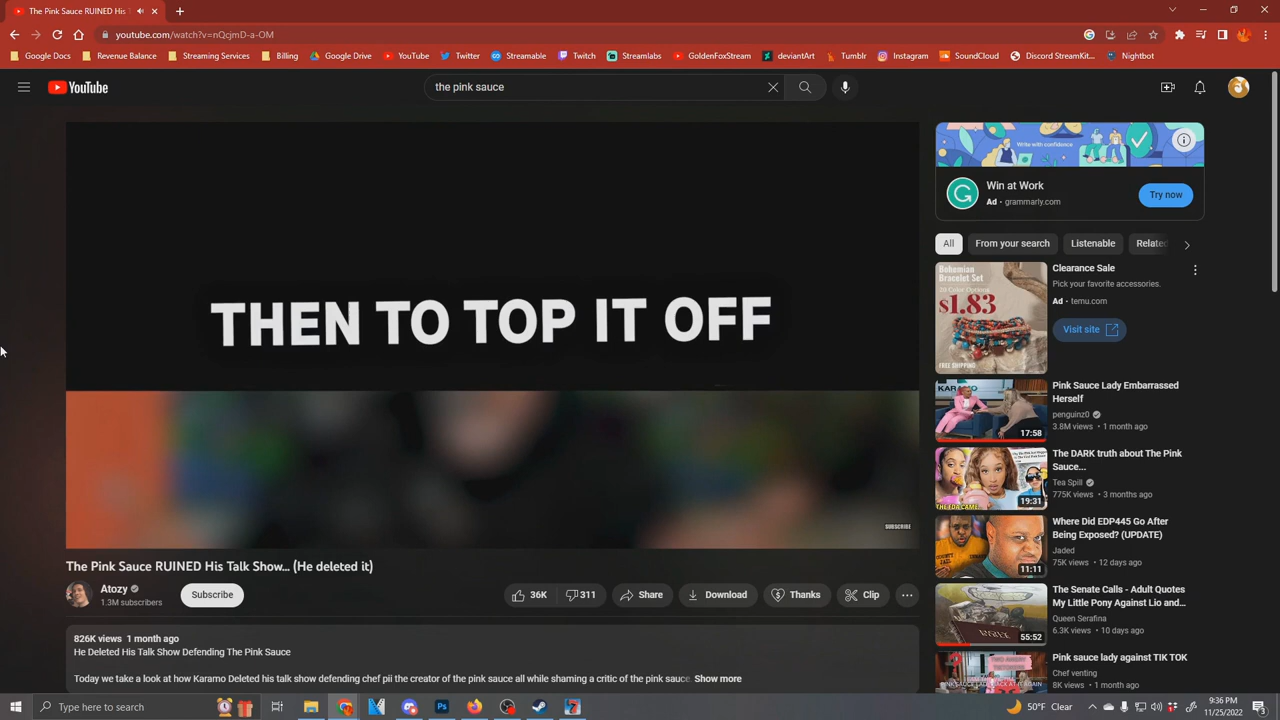 The Pink Sauce RUINED His T
youtube.com/watch?v=nQcjmD-a-OM
Google Docs
Revenue Balance
Streaming Services
Billing
Google Drive
YouTube
Twitter
Streamable
Twitch
Streamlabs
GoldenFoxStream
deviantArt
Tumblr
Instagram
SoundCloud
Discord StreamKit...
Nightbot
YouTube
the pink sauce
THEN TO TOP IT OFF
SUBSCRIBE
The Pink Sauce RUINED His Talk Show... (He deleted it)
Atozy
1.3M subscribers
Subscribe
36K
311
Share
Download
Thanks
Clip
826K views 1 month ago
He Deleted His Talk Show Defending The Pink Sauce
Today we take a look at how Karamo Deleted his talk show defending chef pii the creator of the pink sauce all while shaming a critic of the pink sauce Show more
Write with confidence
Win at Work
Ad • grammarly.com
Try now
All
From your search
Listenable
Related
Bohemian
Bracelet Set
$1.83
FREE SHIPPING
Clearance Sale
Pick your favorite accessories.
Ad • temu.com
Visit site
KARAMO
17:58
Pink Sauce Lady Embarrassed
Herself
penguinz0
3.8M views • 1 month ago
THE FDA CAME!
19:31
The DARK truth about The Pink
Sauce...
Tea Spill
775K views • 3 months ago
11:11
Where Did EDP445 Go After
Being Exposed? (UPDATE)
Jaded
75K views • 12 days ago
55:52
The Senate Calls - Adult Quotes
My Little Pony Against Lio and...
Queen Serafina
6.3K views • 10 days ago
Pink sauce lady against TIK TOK
Chef venting
8K views • 1 month ago
Type here to search
50°F Clear
9:36 PM
11/25/2022
3